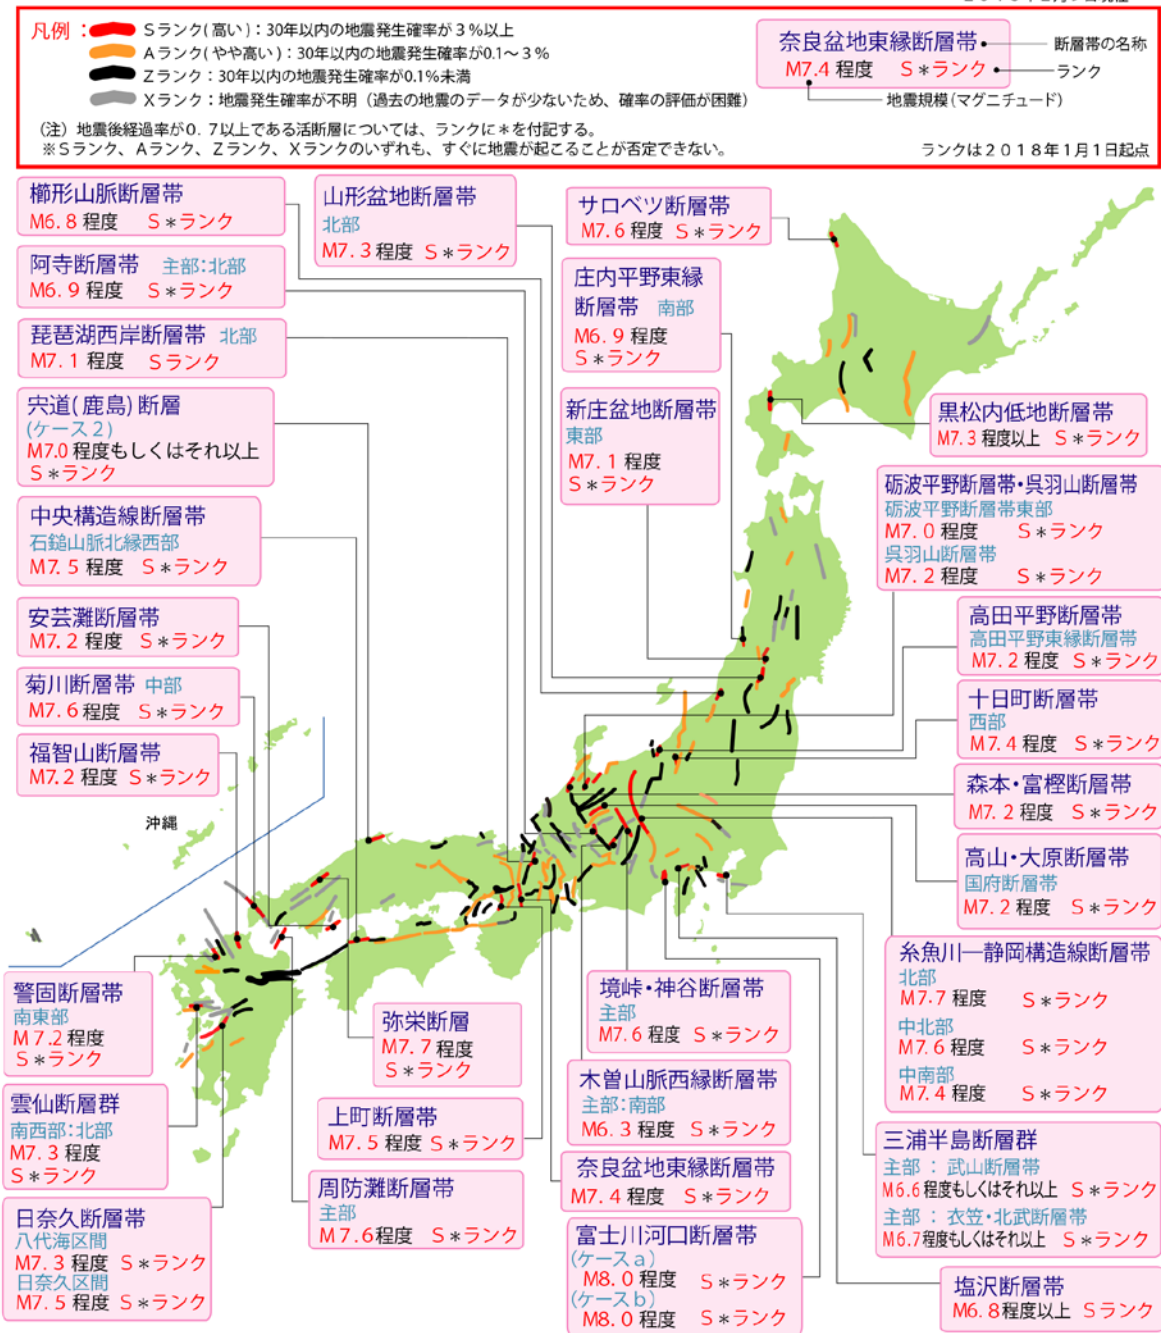 凡例：
Sランク(高い)：30年以内の地震発生確率が３％以上
Aランク(やや高い)：30年以内の地震発生確率が0.1～３％
Zランク：30年以内の地震発生確率が0.1％未満
Xランク：地震発生確率が不明（過去の地震のデータが少ないため、確率の評価が困難）
（注）地震後経過率が０．７以上である活断層については、ランクに＊を付記する。
※Sランク、Aランク、Zランク、Xランクのいずれも、すぐに地震が起こることが否定できない。
ランクは２０１８年１月１日起点
奈良盆地東縁断層帯
断層帯の名称
M7.4 程度 S＊ランク
ランク
地震規模（マグニチュード）
櫛形山脈断層帯
M6.8 程度 S＊ランク
阿寺断層帯 主部：北部
M6.9 程度 S＊ランク
琵琶湖西岸断層帯 北部
M7.1 程度 Sランク
宍道(鹿島)断層
(ケース２)
M7.0 程度もしくはそれ以上
S＊ランク
中央構造線断層帯
石鎚山脈北縁西部
M7.5 程度 S＊ランク
安芸灘断層帯
M7.2 程度 S＊ランク
菊川断層帯 中部
M7.6 程度 S＊ランク
福智山断層帯
M7.2 程度 S＊ランク
沖縄
山形盆地断層帯
北部
M7.3 程度 S＊ランク
サロベツ断層帯
M7.6 程度 S＊ランク
庄内平野東縁
断層帯 南部
M6.9 程度
S＊ランク
新庄盆地断層帯
東部
M7.1 程度
S＊ランク
黒松内低地断層帯
M7.3 程度以上 S＊ランク
砺波平野断層帯・呉羽山断層帯
砺波平野断層帯東部
M7.0 程度 S＊ランク
呉羽山断層帯
M7.2 程度 S＊ランク
高田平野断層帯
高田平野東縁断層帯
M7.2 程度 S＊ランク
十日町断層帯
西部
M7.4 程度 S＊ランク
森本・富樫断層帯
M7.2 程度 S＊ランク
高山・大原断層帯
国府断層帯
M7.2 程度 S＊ランク
糸魚川―静岡構造線断層帯
北部
M7.7 程度 S＊ランク
中北部
M7.6 程度 S＊ランク
中南部
M7.4 程度 S＊ランク
三浦半島断層群
主部：武山断層帯
M6.6程度もしくはそれ以上 S＊ランク
主部：衣笠・北武断層帯
M6.7程度もしくはそれ以上 S＊ランク
塩沢断層帯
M6.8程度以上 Sランク
警固断層帯
南東部
M7.2 程度
S＊ランク
雲仙断層群
南西部：北部
M7.3 程度
S＊ランク
日奈久断層帯
八代海区間
M7.3 程度 S＊ランク
日奈久区間
M7.5 程度 S＊ランク
弥栄断層
M7.7 程度
S＊ランク
上町断層帯
M7.5 程度 S＊ランク
周防灘断層帯
主部
M7.6程度 S＊ランク
境峠・神谷断層帯
主部
M7.6 程度 S＊ランク
木曽山脈西縁断層帯
主部：南部
M6.3 程度 S＊ランク
奈良盆地東縁断層帯
M7.4 程度 S＊ランク
富士川河口断層帯
(ケースａ)
M8.0 程度 S＊ランク
(ケースｂ)
M8.0 程度 S＊ランク